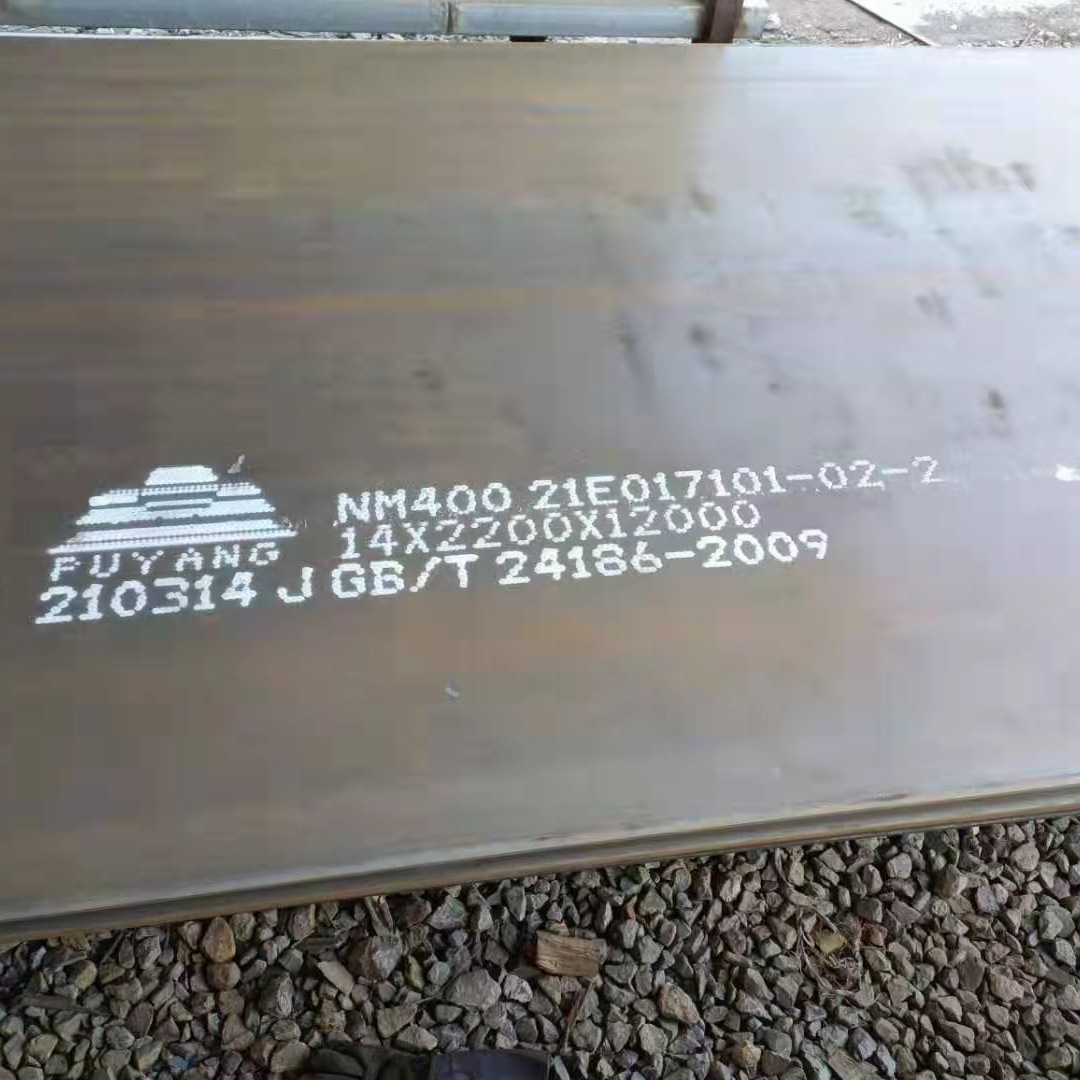 NM400 21E017101-02-2
14X2200X12000
FUYANG
210314 J GB/T 24186-2009